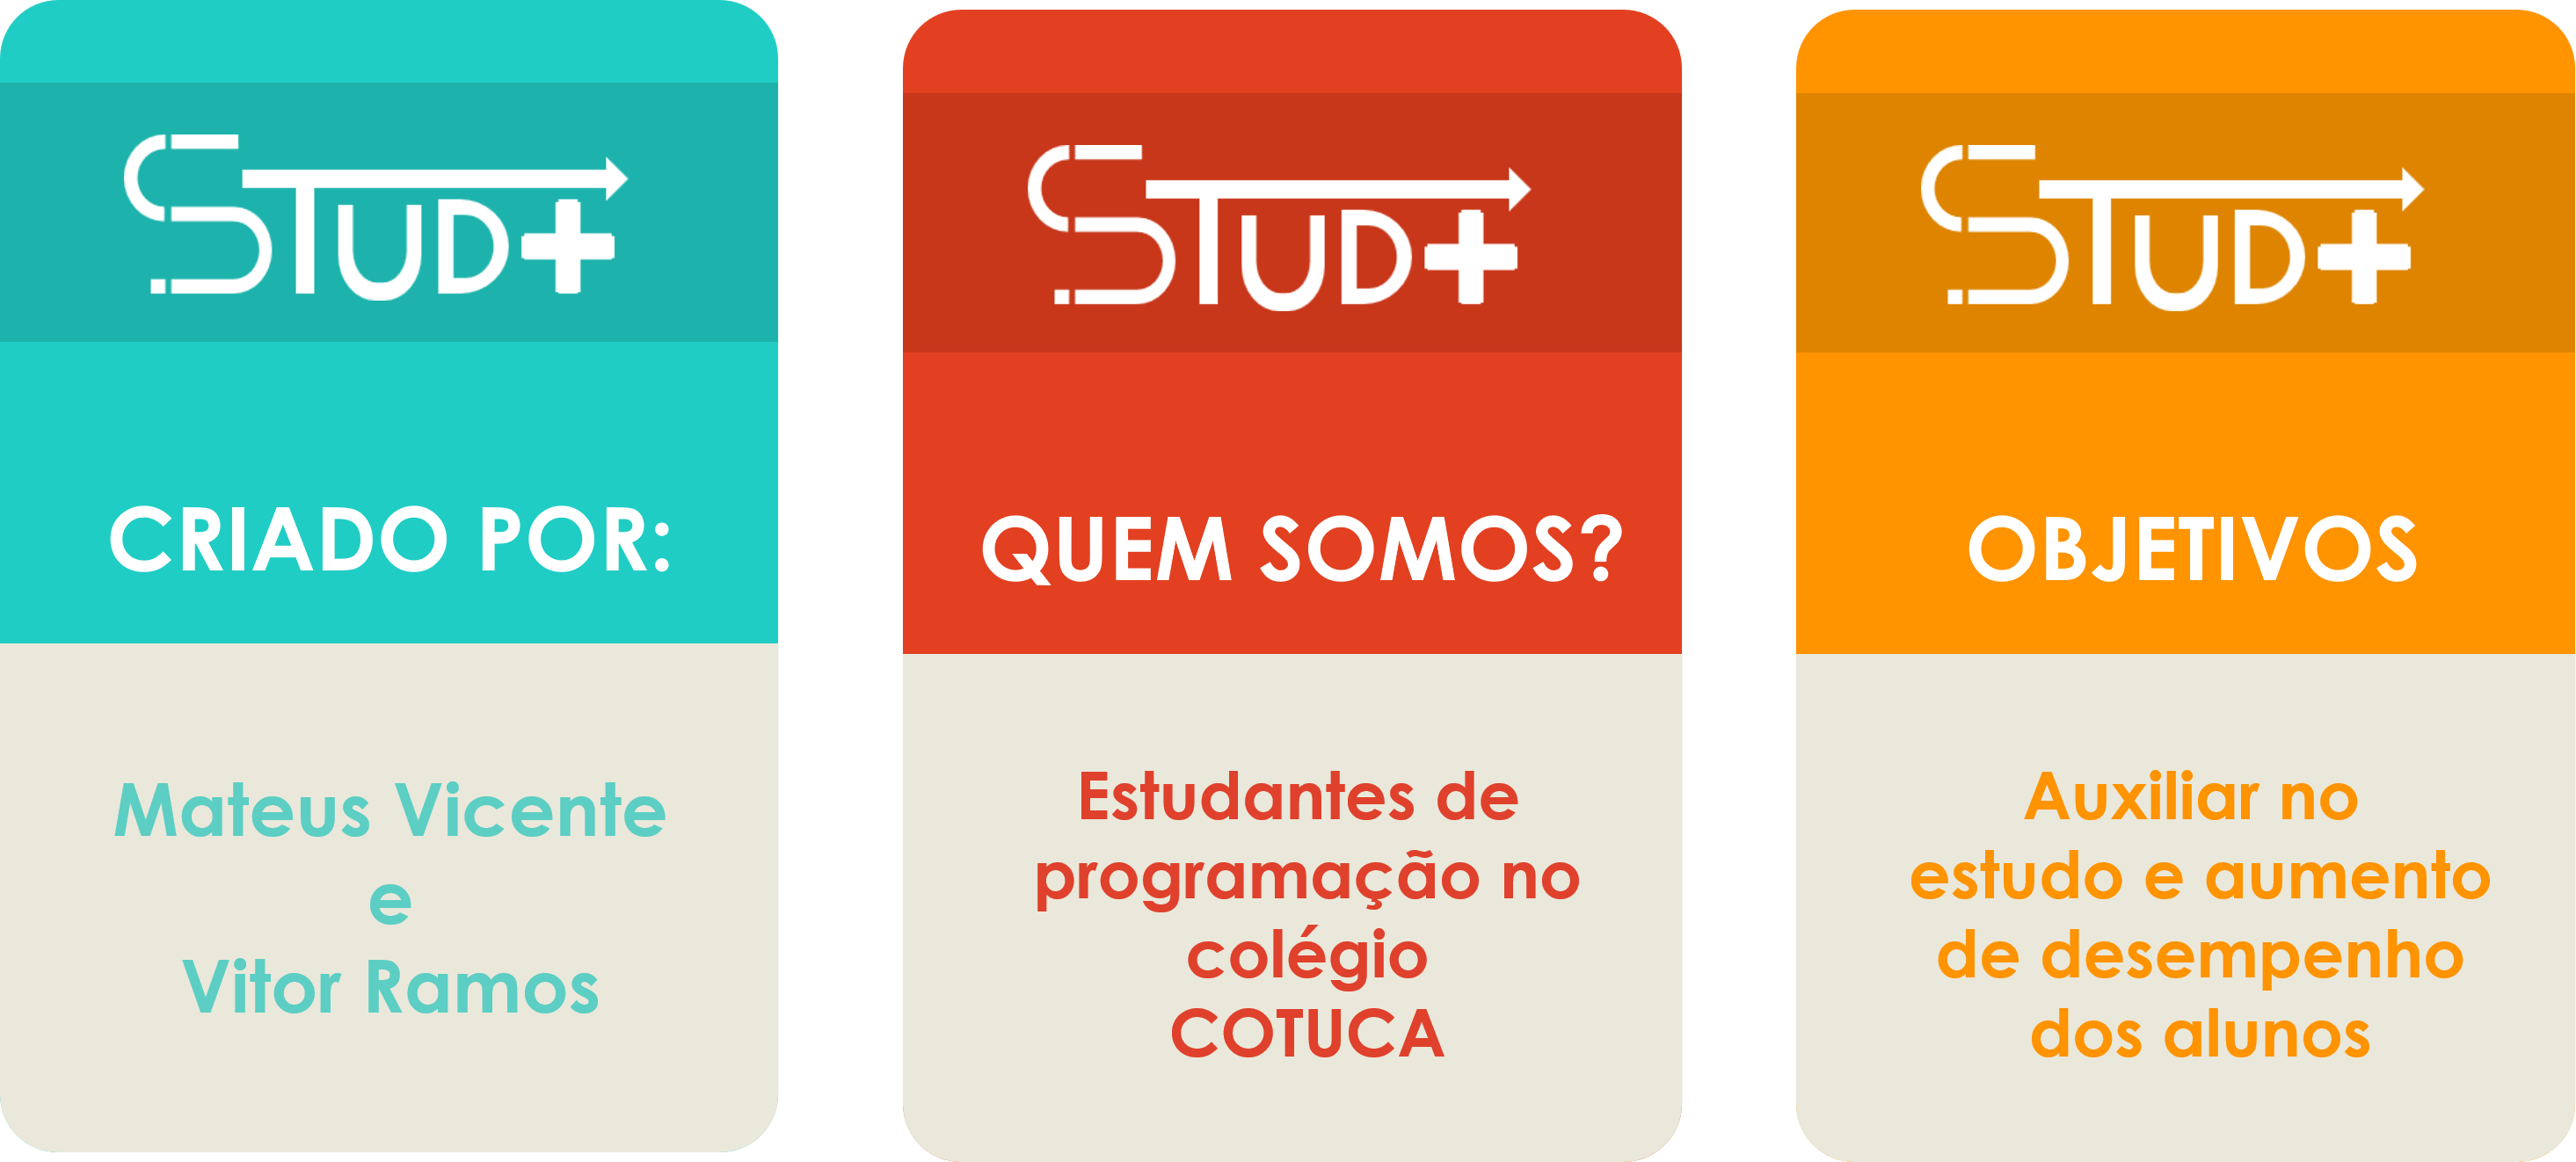 STUD+
CRIADO POR:
Mateus Vicente
e
Vitor Ramos
STUD+
QUEM SOMOS?
Estudantes de
programação no
colégio
COTUCA
STUD+
OBJETIVOS
Auxiliar no
estudo e aumento
de desempenho
dos alunos